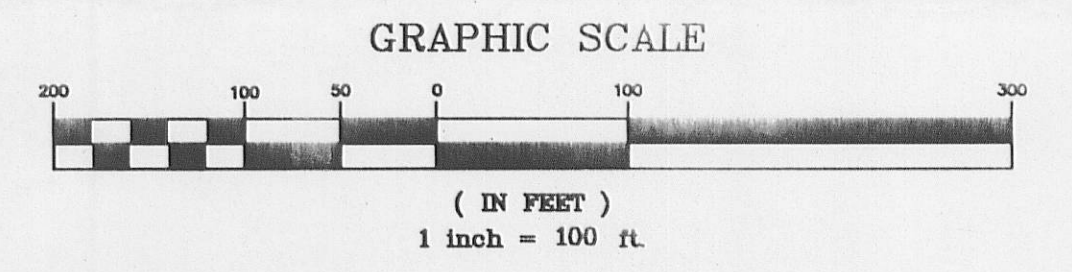 GRAPHIC SCALE
200 100 50 0 100 300
( IN FEET )
1 inch = 100 ft.